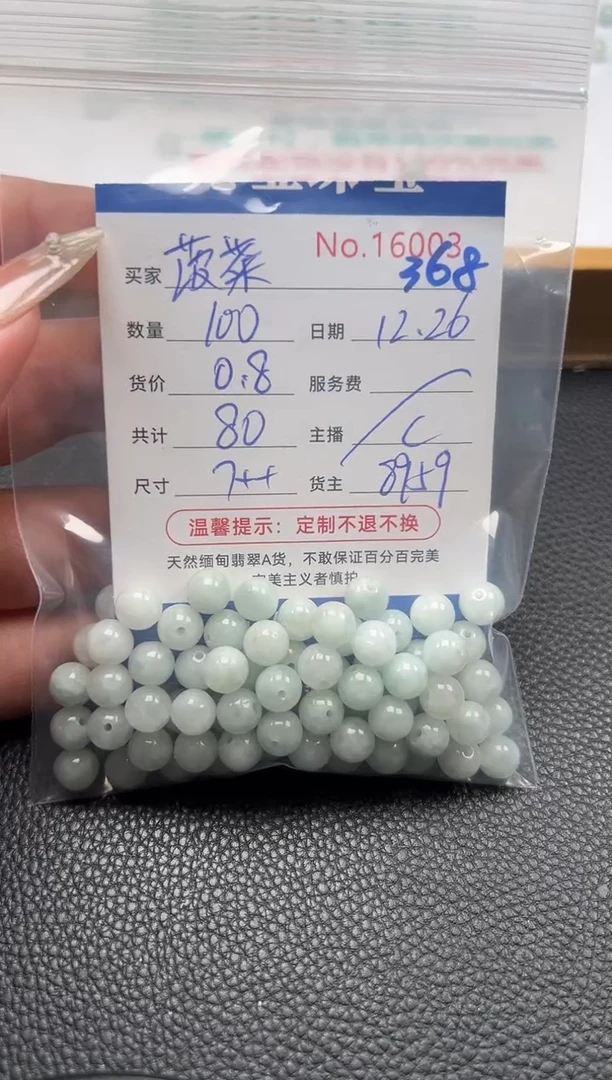 No.16003
368
买家 菠菜
数量 100 日期 12.26
货价 0.8 服务费
共计 80 主播 C
尺寸 7++ 货主 8959
温馨提示：定制不退不换
天然缅甸翡翠A货，不敢保证百分百完美
完美主义者慎拍